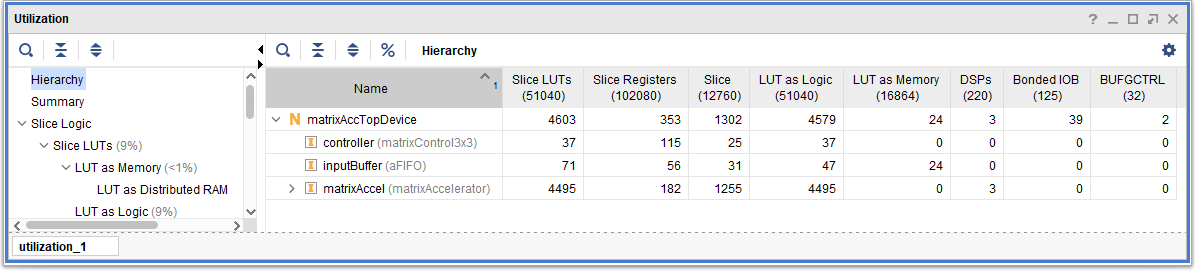 Utilization
Hierarchy
Hierarchy
Summary
Slice Logic
Slice LUTs (9%)
LUT as Memory (<1%)
LUT as Distributed RAM
LUT as Logic (9%)
Name 1 Slice LUTs (51040) Slice Registers (102080) Slice (12760) LUT as Logic (51040) LUT as Memory (16864) DSPs (220) Bonded IOB (125) BUFGCTRL (32)
N matrixAccTopDevice 4603 353 1302 4579 24 3 39 2
I controller (matrixControl3x3) 37 115 25 37 0 0 0 0
I inputBuffer (aFIFO) 71 56 31 47 24 0 0 0
I matrixAccel (matrixAccelerator) 4495 182 1255 4495 0 3 0 0
utilization_1